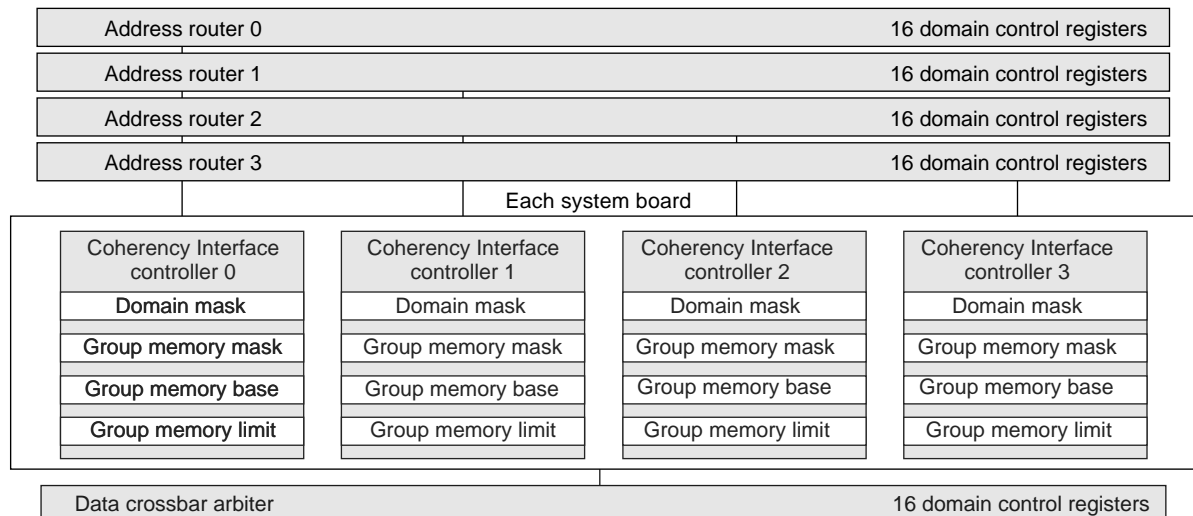 Address router 0 16 domain control registers
Address router 1 16 domain control registers
Address router 2 16 domain control registers
Address router 3 16 domain control registers
Each system board
Coherency Interface
controller 0
Domain mask
Group memory mask
Group memory base
Group memory limit
Coherency Interface
controller 1
Domain mask
Group memory mask
Group memory base
Group memory limit
Coherency Interface
controller 2
Domain mask
Group memory mask
Group memory base
Group memory limit
Coherency Interface
controller 3
Domain mask
Group memory mask
Group memory base
Group memory limit
Data crossbar arbiter 16 domain control registers